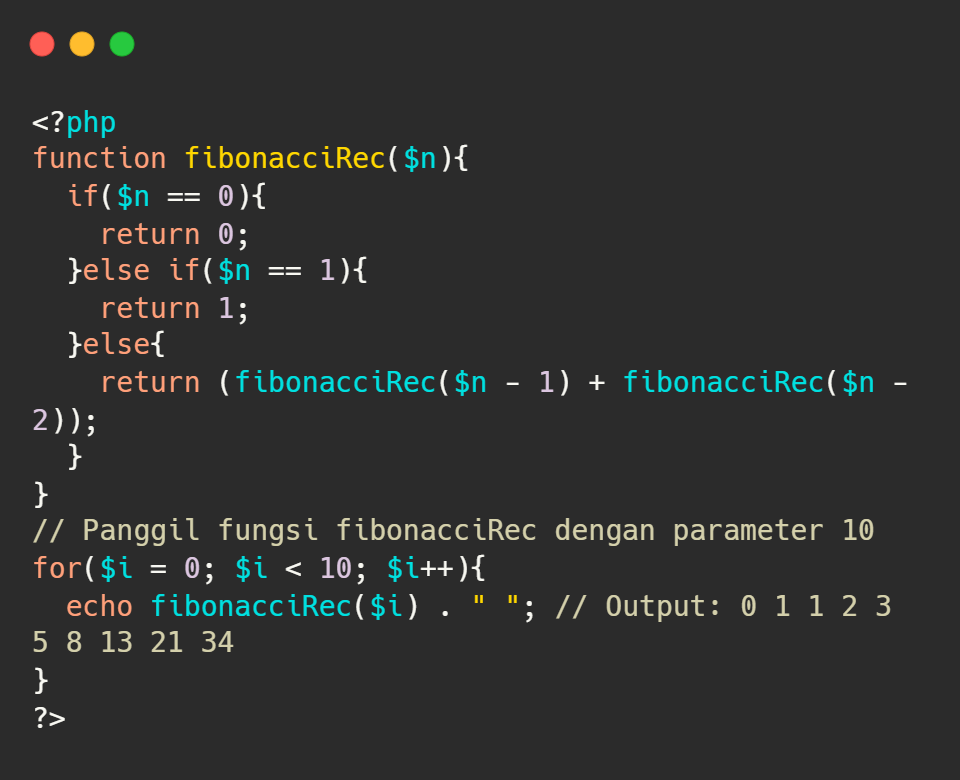 <?php
function fibonacciRec($n){
  if($n == 0){
    return 0;
  }else if($n == 1){
    return 1;
  }else{
    return (fibonacciRec($n - 1) + fibonacciRec($n -
2));
  }
}
// Panggil fungsi fibonacciRec dengan parameter 10
for($i = 0; $i < 10; $i++){
  echo fibonacciRec($i) . " "; // Output: 0 1 1 2 3
5 8 13 21 34
}
?>